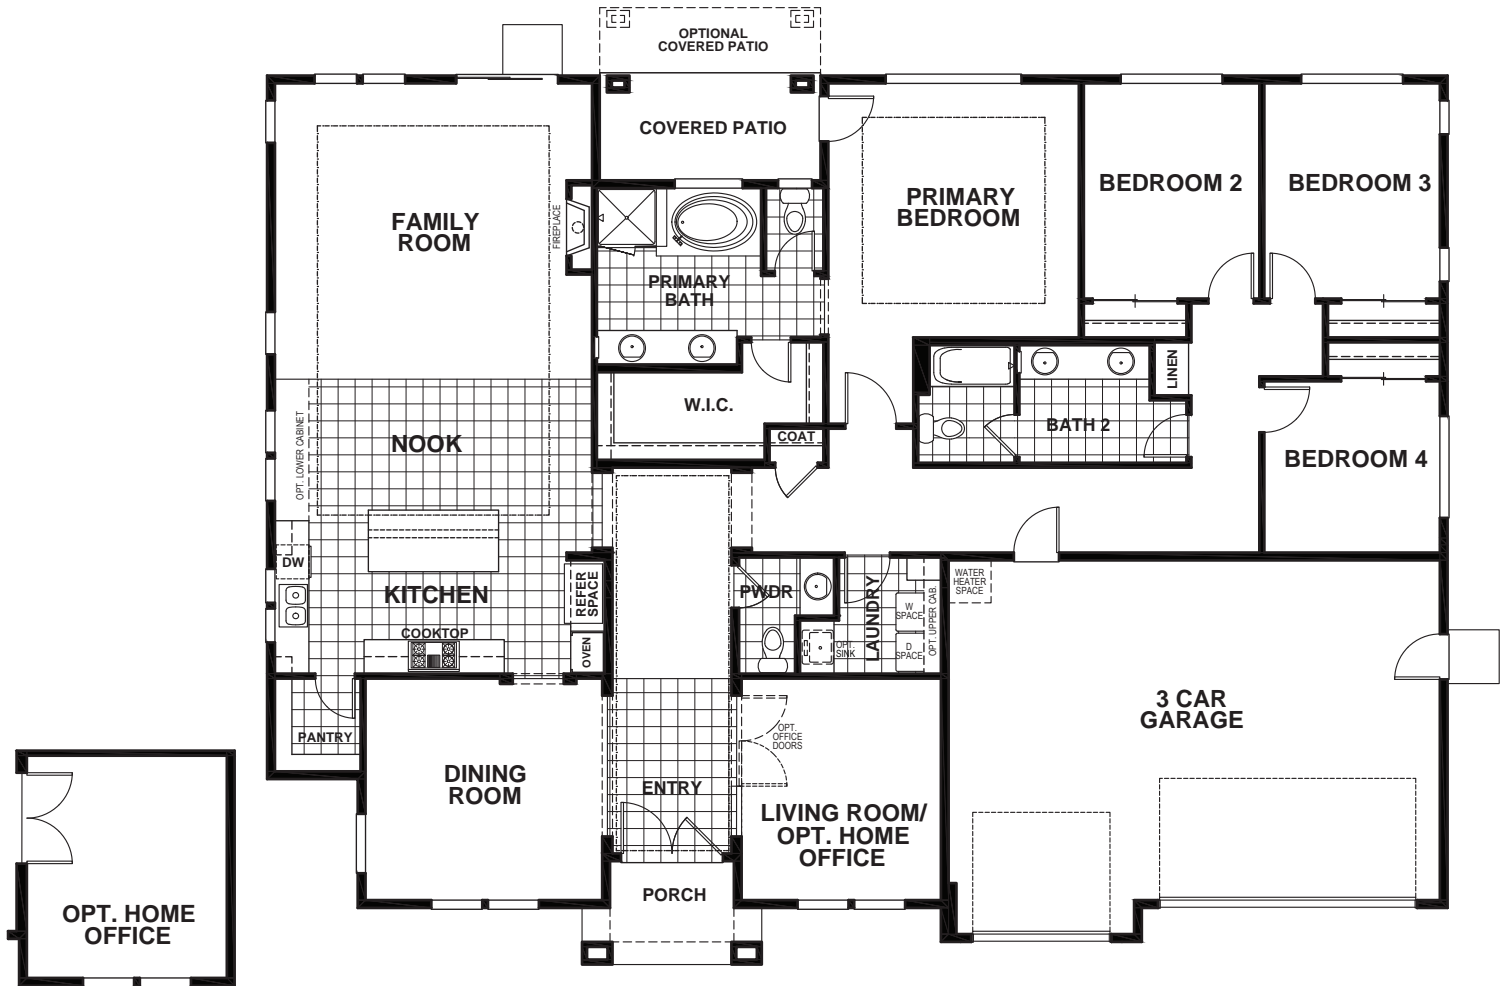 OPTIONAL
COVERED PATIO
COVERED PATIO
FAMILY
ROOM
FIREPLACE
PRIMARY
BATH
PRIMARY
BEDROOM
BEDROOM 2
BEDROOM 3
W.I.C.
COAT
LINEN
BATH 2
BEDROOM 4
OPT. LOWER CABINET
NOOK
DW
KITCHEN
REFER
SPACE
COOKTOP
OVEN
PANTRY
PWDR
OPT.
SINK
LAUNDRY
W
SPACE
D
SPACE
OPT. UPPER CAB.
WATER
HEATER
SPACE
3 CAR
GARAGE
DINING
ROOM
ENTRY
OPT.
OFFICE
DOORS
LIVING ROOM/
OPT. HOME
OFFICE
PORCH
OPT. HOME
OFFICE